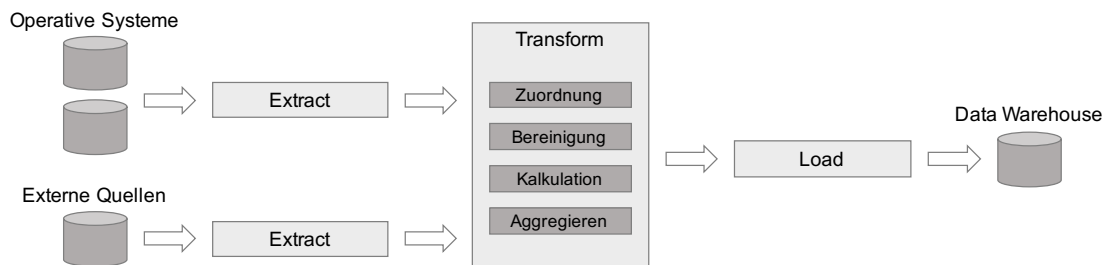 Operative Systeme
Extract
Externe Quellen
Extract
Transform
Zuordnung
Bereinigung
Kalkulation
Aggregieren
Load
Data Warehouse